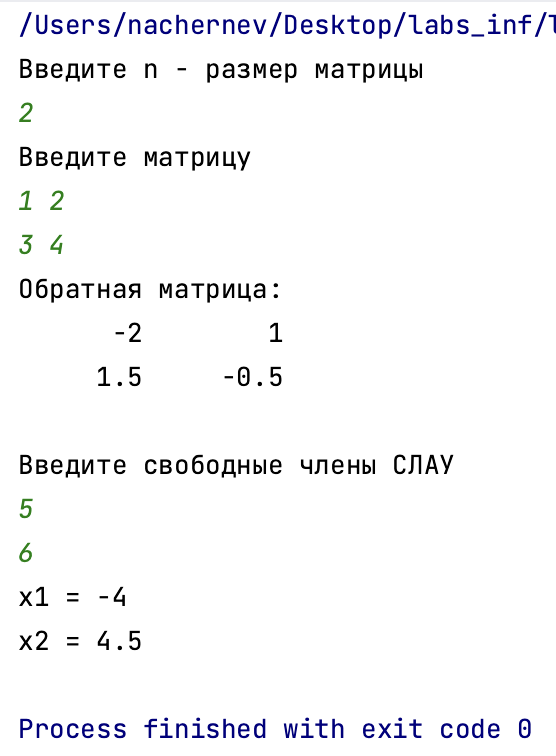 /Users/nachernev/Desktop/labs_inf/l
Введите n - размер матрицы
2
Введите матрицу
1 2
3 4
Обратная матрица:
-2 1
1.5 -0.5
Введите свободные члены СЛАУ
5
6
x1 = -4
x2 = 4.5
Process finished with exit code 0